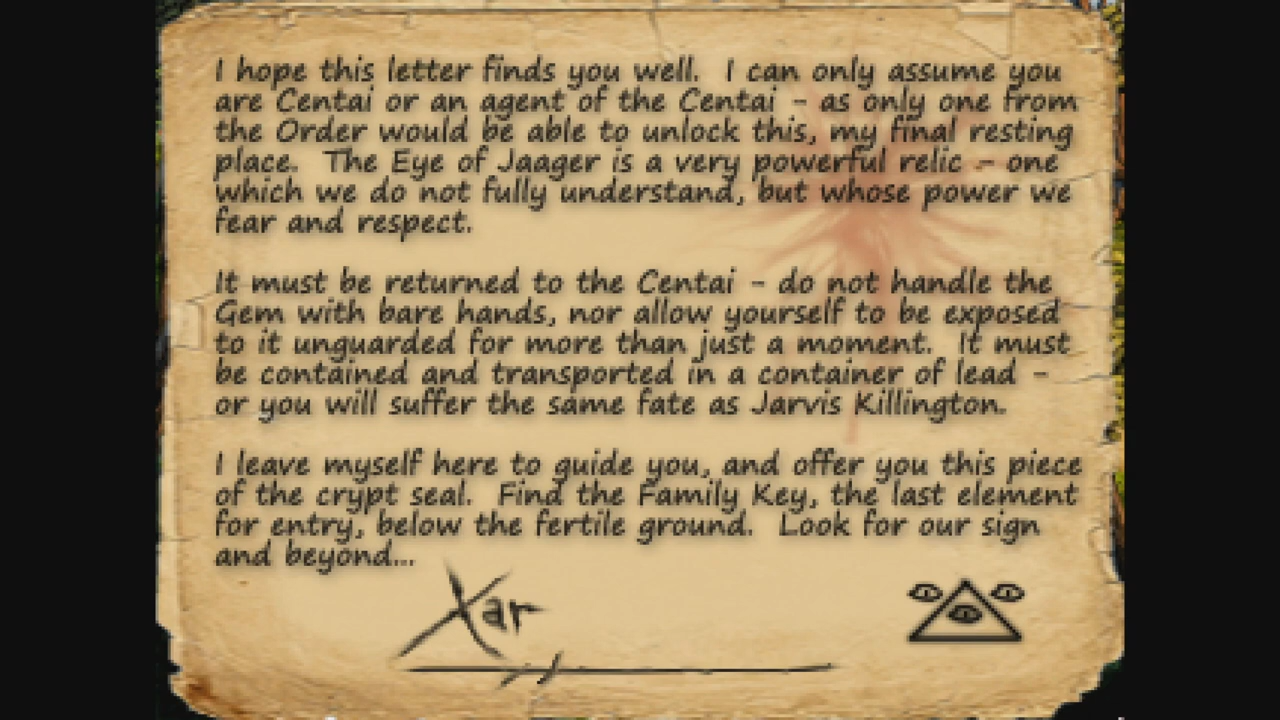 I hope this letter finds you well.  I can only assume you
are Centai or an agent of the Centai - as only one from
the Order would be able to unlock this, my final resting
place.  The Eye of Jaager is a very powerful relic - one
which we do not fully understand, but whose power we
fear and respect.
It must be returned to the Centai - do not handle the
Gem with bare hands, nor allow yourself to be exposed
to it unguarded for more than just a moment.  It must
be contained and transported in a container of lead -
or you will suffer the same fate as Jarvis Killington.
I leave myself here to guide you, and offer you this piece
of the crypt seal.  Find the Family Key, the last element
for entry, below the fertile ground.  Look for our sign
and beyond...
Xar